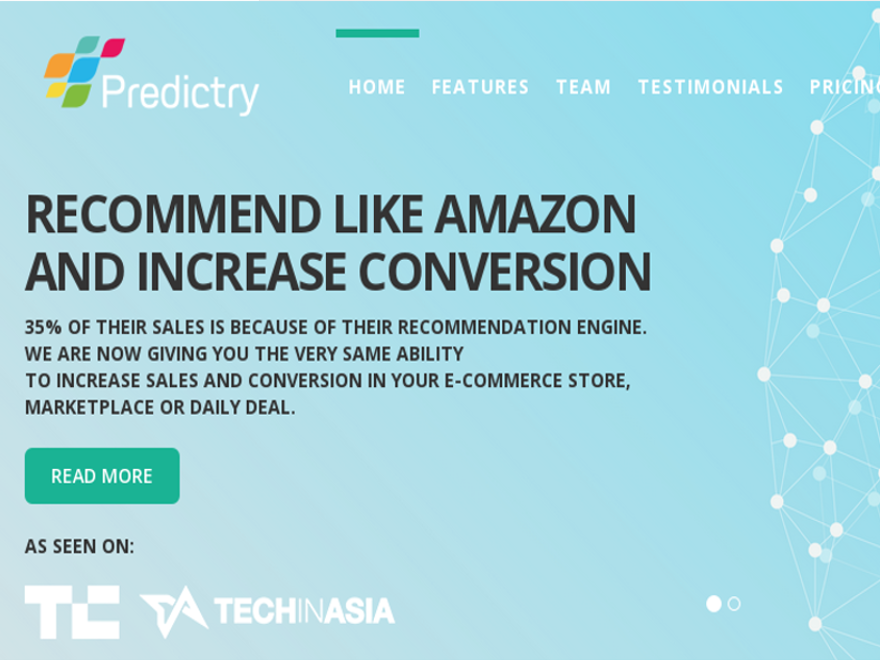 Predictry
HOME FEATURES TEAM TESTIMONIALS PRICING
RECOMMEND LIKE AMAZON
AND INCREASE CONVERSION
35% OF THEIR SALES IS BECAUSE OF THEIR RECOMMENDATION ENGINE.
WE ARE NOW GIVING YOU THE VERY SAME ABILITY
TO INCREASE SALES AND CONVERSION IN YOUR E-COMMERCE STORE,
MARKETPLACE OR DAILY DEAL.
READ MORE
AS SEEN ON:
TC TECHINASIA